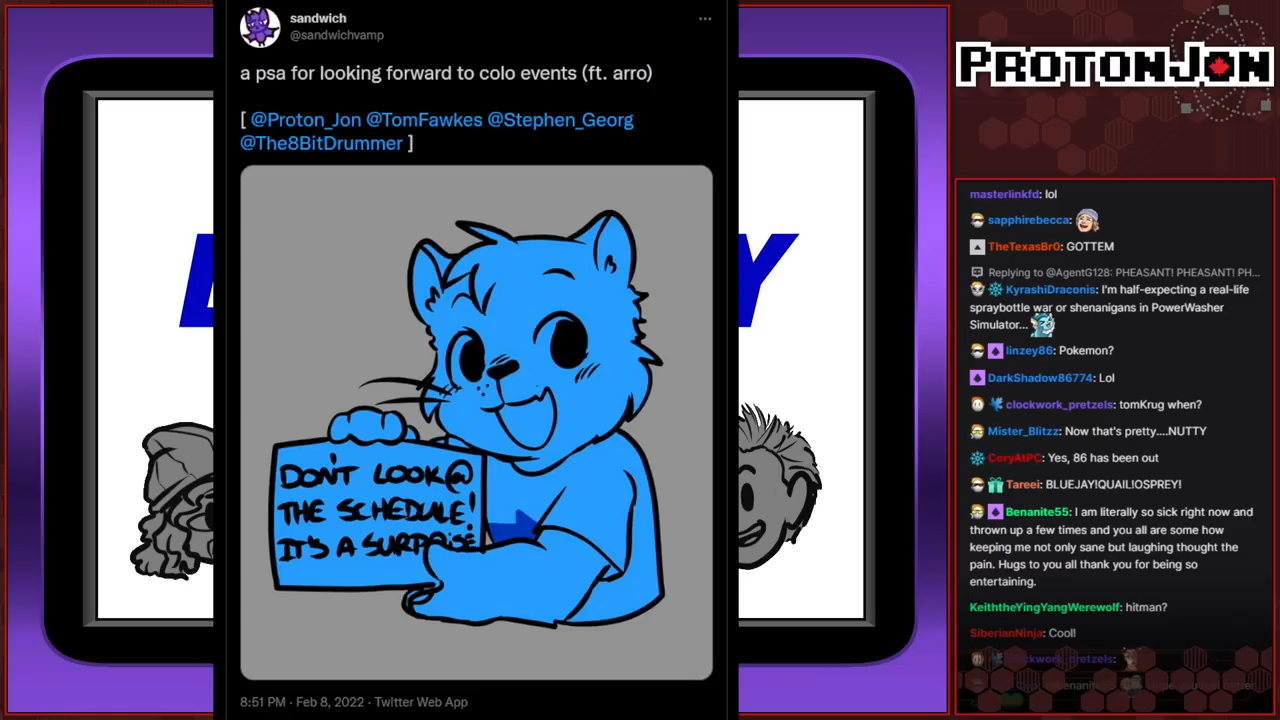 sandwich
@sandwichvamp
a psa for looking forward to colo events (ft. arro)
[ @Proton_Jon @TomFawkes @Stephen_Georg
@The8BitDrummer ]
DON'T LOOK@
THE SCHEDULE!
IT'S A SURPRISE
8:51 PM · Feb 8, 2022 · Twitter Web App
Y
PROTONJON
masterlinkfd: lol
sapphirebecca:
TheTexasBr0: GOTTEM
Replying to @AgentG128: PHEASANT! PHEASANT! PH...
KyrashiDraconis: I'm half-expecting a real-life
spraybottle war or shenanigans in PowerWasher
Simulator...
linzey86: Pokemon?
DarkShadow86774: Lol
clockwork_pretzels: tomKrug when?
Mister_Blitzz: Now that's pretty....NUTTY
CoryAtPC: Yes, 86 has been out
Tareei: BLUEJAY!QUAIL!OSPREY!
Benanite55: I am literally so sick right now and
thrown up a few times and you all are some how
keeping me not only sane but laughing thought the
pain. Hugs to you all thank you for being so
entertaining.
KeiththeYingYangWerewolf: hitman?
SiberianNinja: Cool!
clockwork_pretzels: